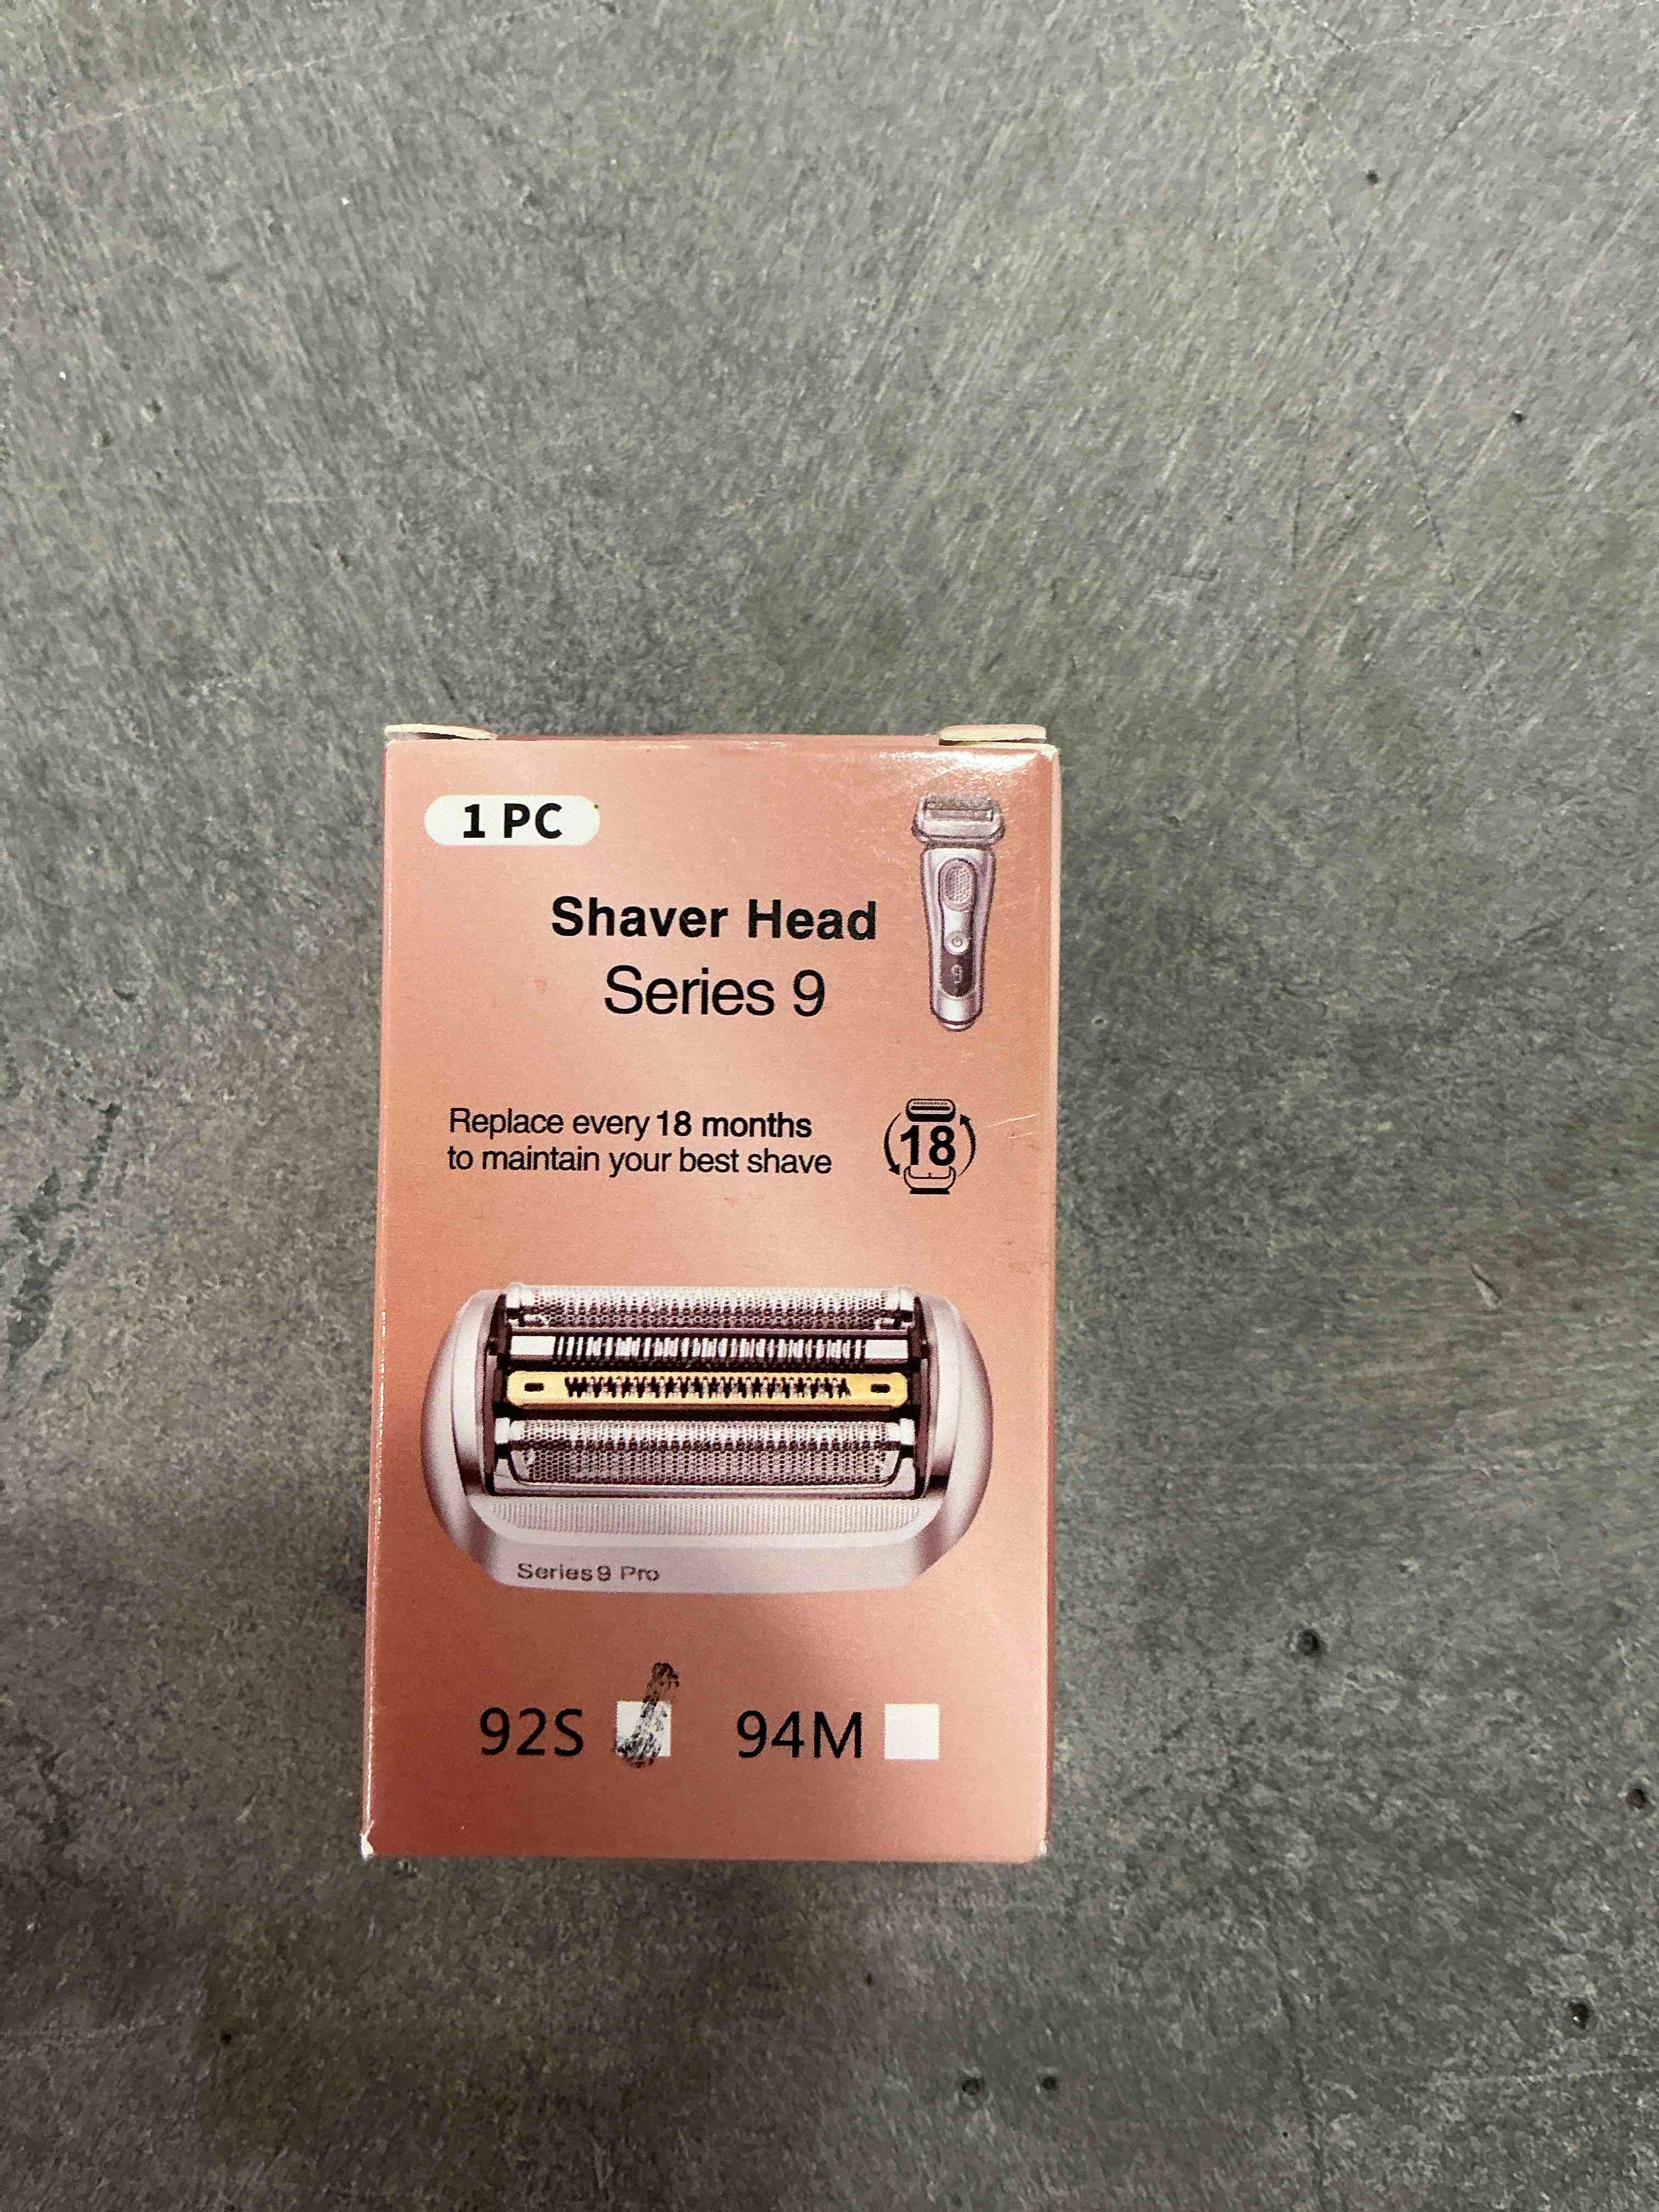 1 PC
Shaver Head
Series 9
Replace every 18 months
to maintain your best shave
18
9
Series9 Pro
92S 94M